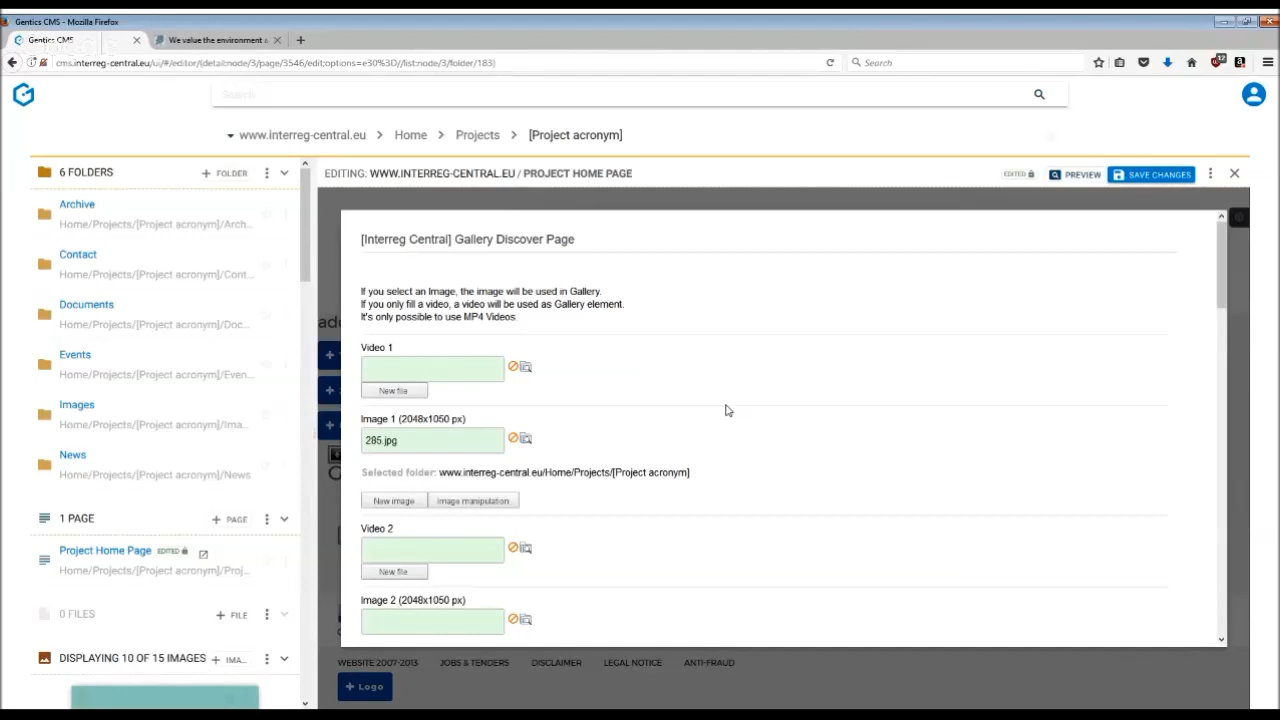 Gentics CMS - Mozilla Firefox
Gentics CMS
We value the environment a
cms.interreg-central.eu/ui/#/editor/(detail:node/3/page/3546/edit;options=e30%3D//list:node/3/folder/183)
Search
12
Search
www.interreg-central.eu > Home > Projects > [Project acronym]
6 FOLDERS
+ FOLDER
EDITING: WWW.INTERREG-CENTRAL.EU / PROJECT HOME PAGE
EDITED
PREVIEW
SAVE CHANGES
Archive
Home/Projects/[Project acronym]/Arch...
Contact
Home/Projects/[Project acronym]/Cont...
Documents
Home/Projects/[Project acronym]/Doc...
Events
Home/Projects/[Project acronym]/Even...
Images
Home/Projects/[Project acronym]/Ima...
News
Home/Projects/[Project acronym]/News
1 PAGE
+ PAGE
Project Home Page EDITED
Home/Projects/[Project acronym]/Proj...
0 FILES
+ FILE
DISPLAYING 10 OF 15 IMAGES
+ IMA...
[Interreg Central] Gallery Discover Page
If you select an Image, the image will be used in Gallery.
If you only fill a video, a video will be used as Gallery element.
It's only possible to use MP4 Videos.
Video 1
New file
Image 1 (2048x1050 px)
285.jpg
Selected folder: www.interreg-central.eu/Home/Projects/[Project acronym]
New image
Image manipulation
Video 2
New file
Image 2 (2048x1050 px)
WEBSITE 2007-2013
JOBS & TENDERS
DISCLAIMER
LEGAL NOTICE
ANTI-FRAUD
+ Logo